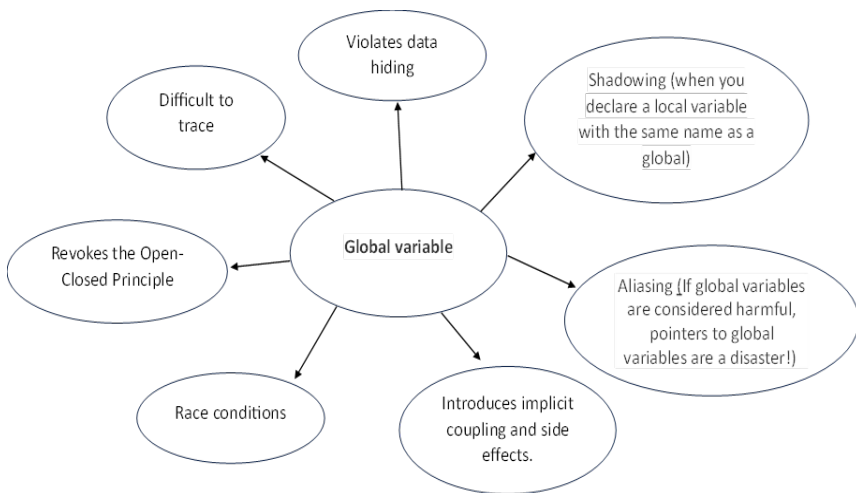 Violates data
hiding
Shadowing (when you
declare a local variable
with the same name as a
global)
Difficult to
trace
Global variable
Revokes the Open-
Closed Principle
Aliasing (If global variables
are considered harmful,
pointers to global
variables are a disaster!)
Race conditions
Introduces implicit
coupling and side
effects.